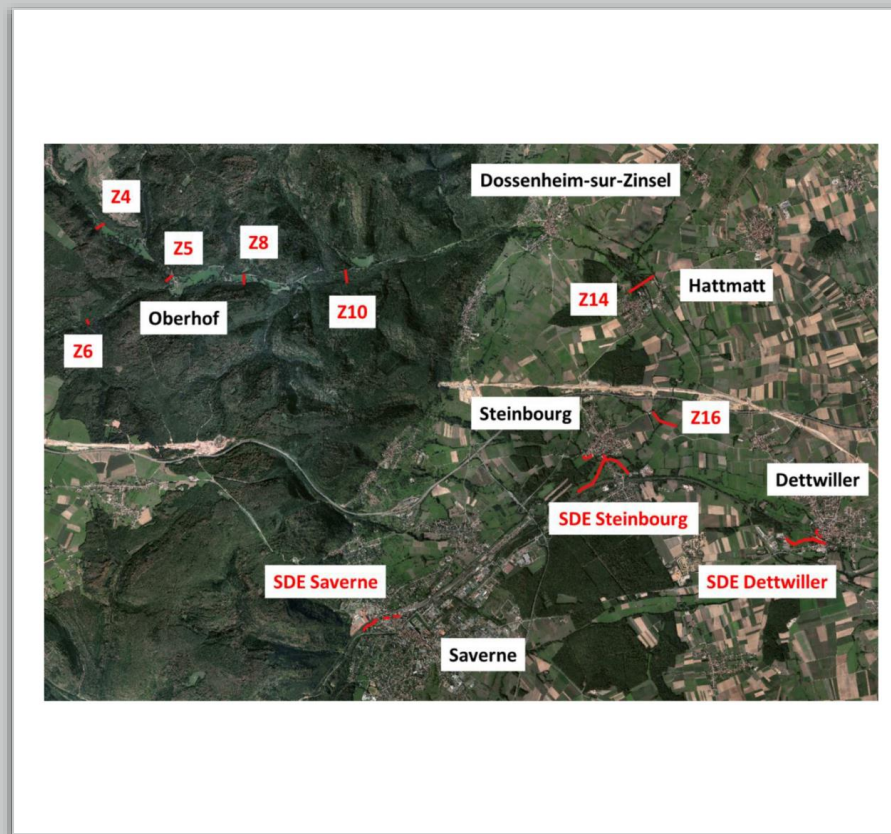 Dossenheim-sur-Zinsel
Z4
Z5
Z8
Z14
Hattmatt
Oberhof
Z10
Z6
Steinbourg
Z16
Dettwiller
SDE Steinbourg
SDE Saverne
SDE Dettwiller
Saverne